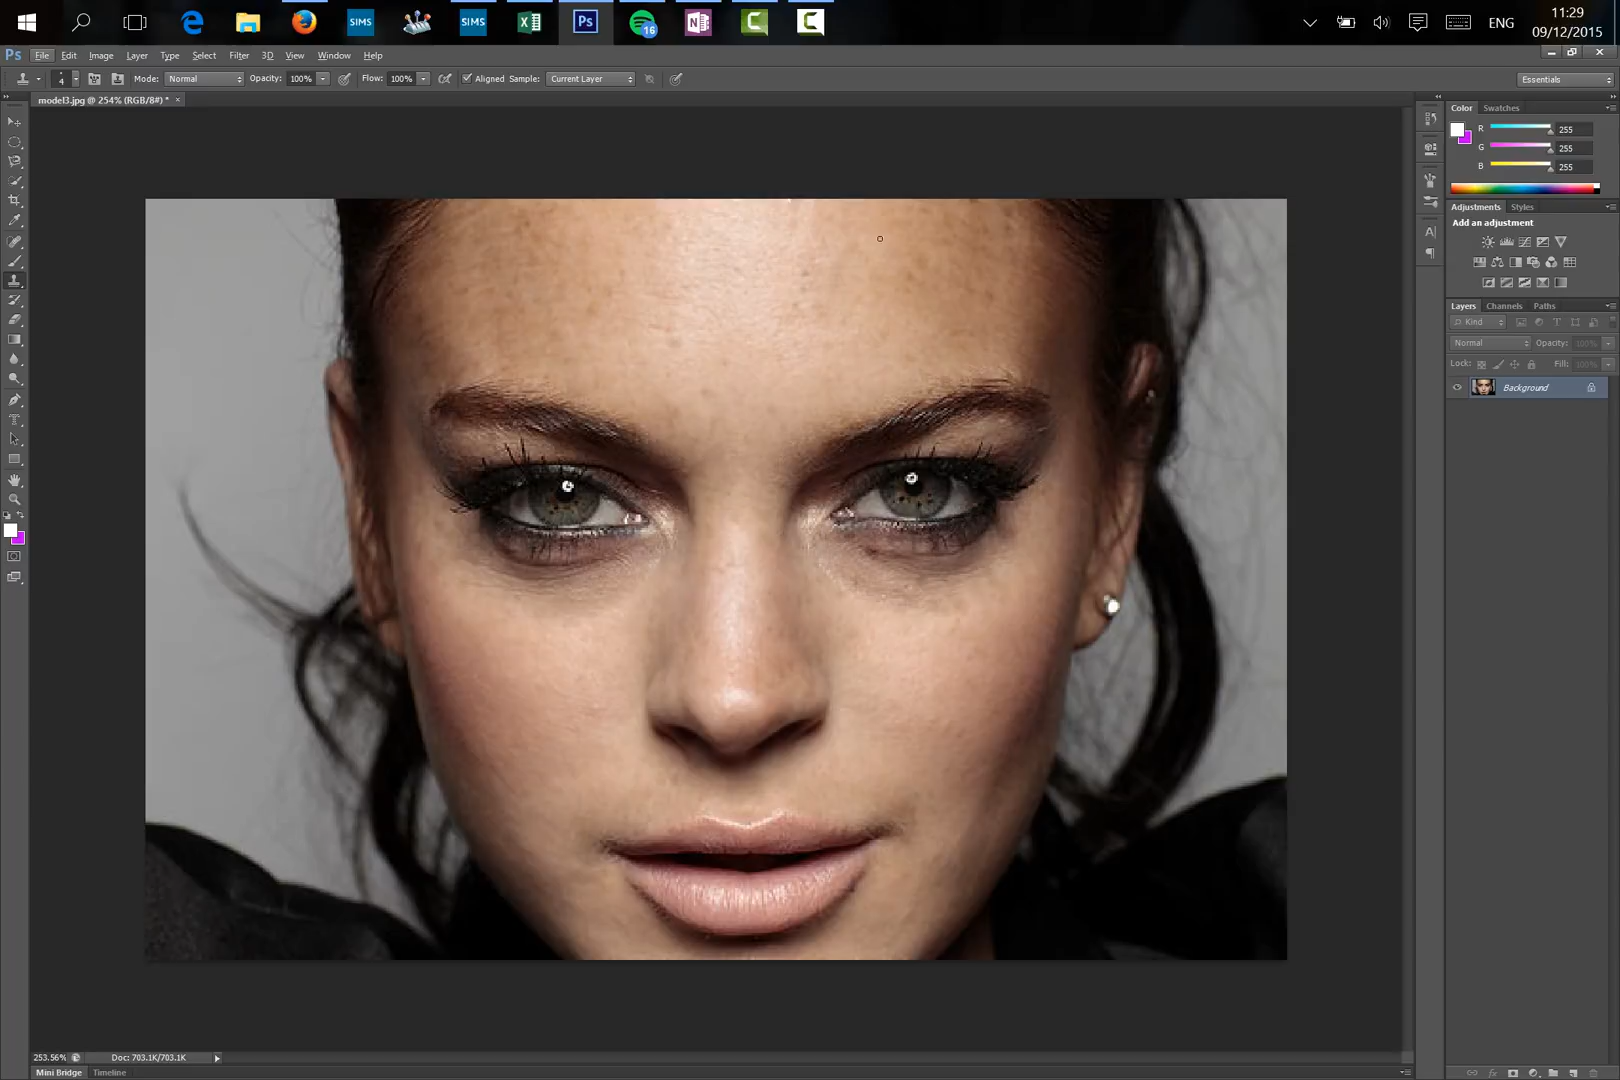 SIMS
SIMS
Ps
16
ENG
11:29
09/12/2015
Ps File Edit Image Layer Type Select Filter 3D View Window Help
4 Mode: Normal Opacity: 100% Flow: 100% Aligned Sample: Current Layer Essentials
model3.jpg @ 254% (RGB/8#) * ×
Color Swatches
R 255
G 255
B 255
Adjustments Styles
Add an adjustment
Layers Channels Paths
Kind
Normal Opacity: 100%
Lock: Fill: 100%
Background
253.56% Doc: 703.1K/703.1K
Mini Bridge Timeline